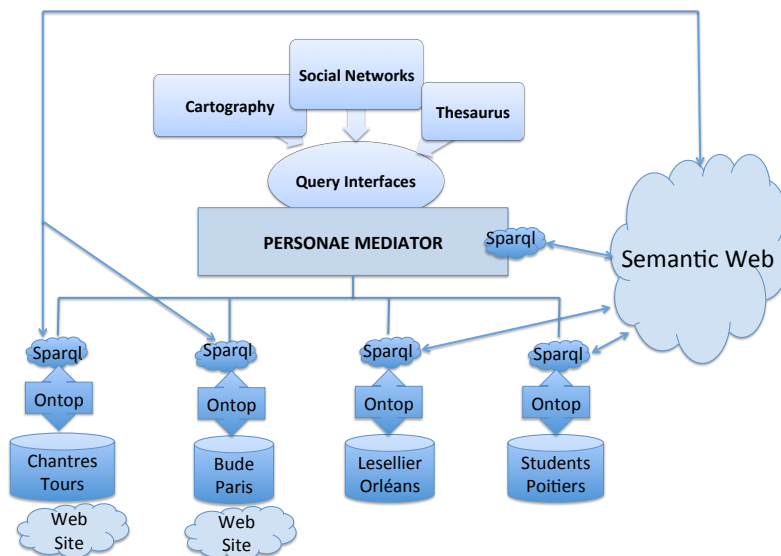 Social Networks
Cartography
Thesaurus
Query Interfaces
PERSONAE MEDIATOR
Sparql
Semantic Web
Sparql
Sparql
Sparql
Sparql
Ontop
Ontop
Ontop
Ontop
Chantres
Tours
Bude
Paris
Lesellier
Orléans
Students
Poitiers
Web
Site
Web
Site